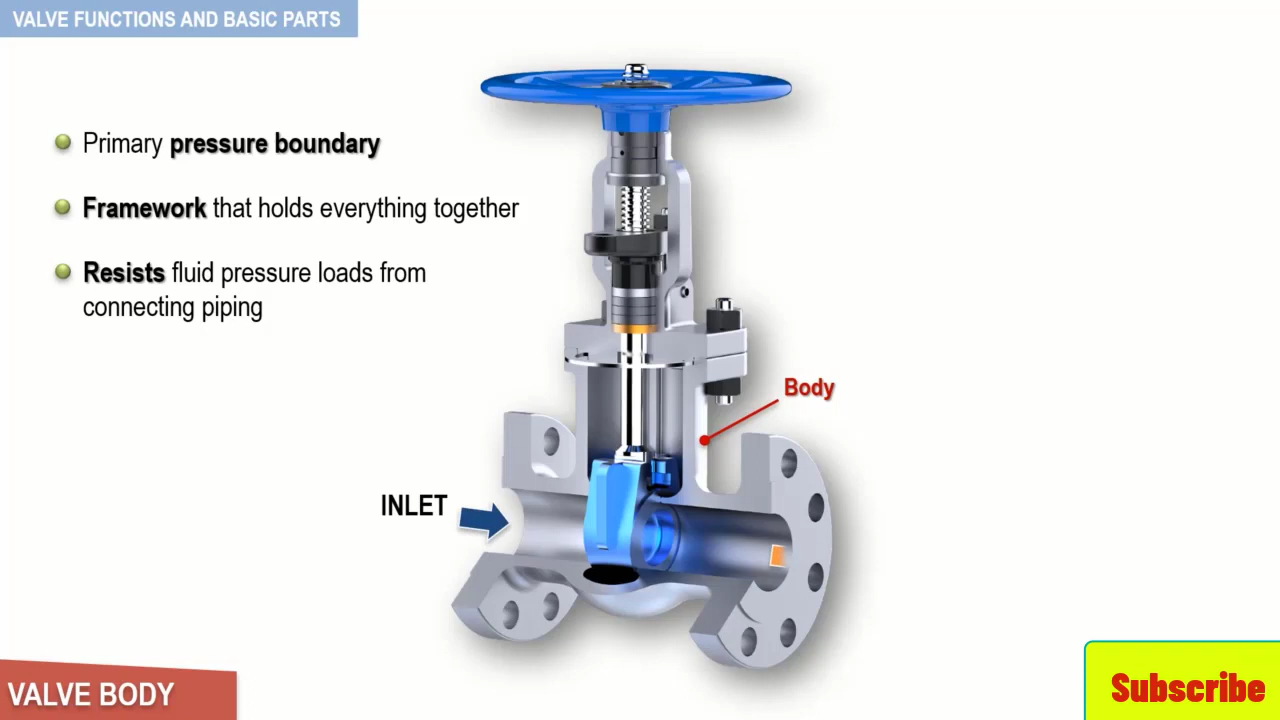 VALVE FUNCTIONS AND BASIC PARTS
Primary pressure boundary
Framework that holds everything together
Resists fluid pressure loads from
connecting piping
Body
INLET
VALVE BODY
Subscribe